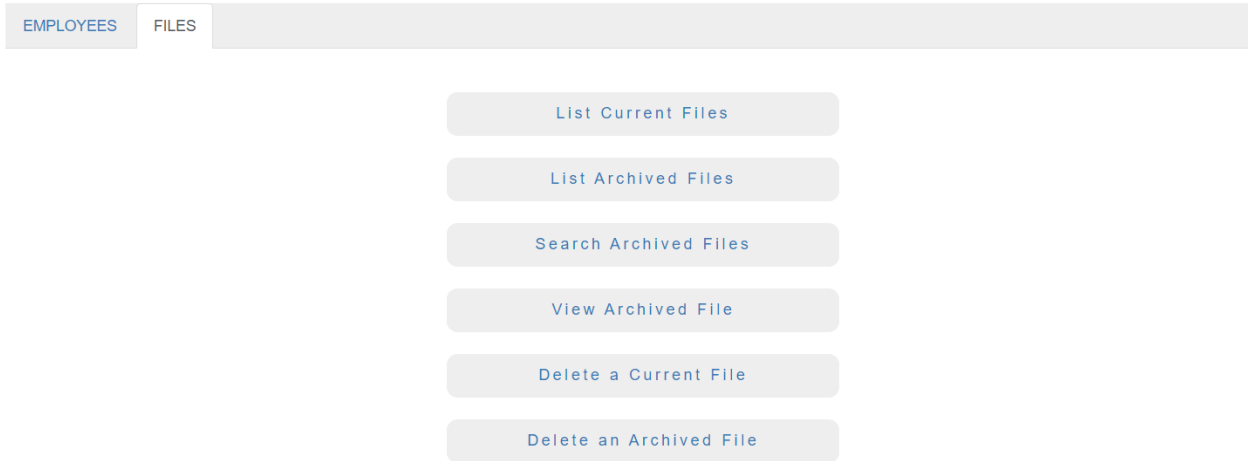 EMPLOYEES FILES
List Current Files
List Archived Files
Search Archived Files
View Archived File
Delete a Current File
Delete an Archived File